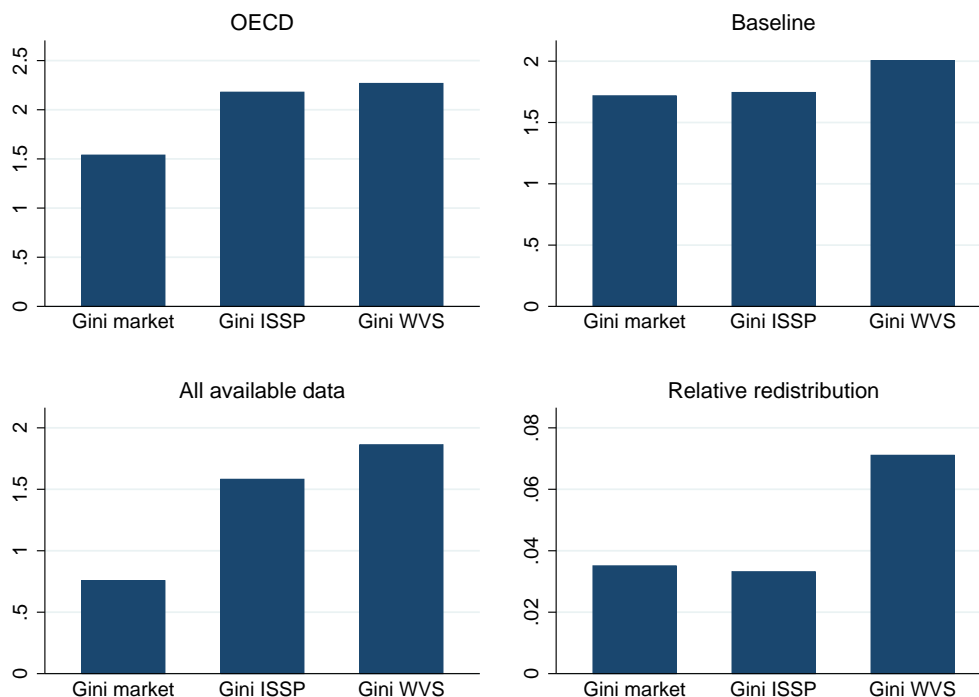 OECD
2.5
2
1.5
1
.5
0
Gini market Gini ISSP Gini WVS
Baseline
2
1.5
1
.5
0
Gini market Gini ISSP Gini WVS
All available data
2
1.5
1
.5
0
Gini market Gini ISSP Gini WVS
Relative redistribution
.08
.06
.04
.02
0
Gini market Gini ISSP Gini WVS